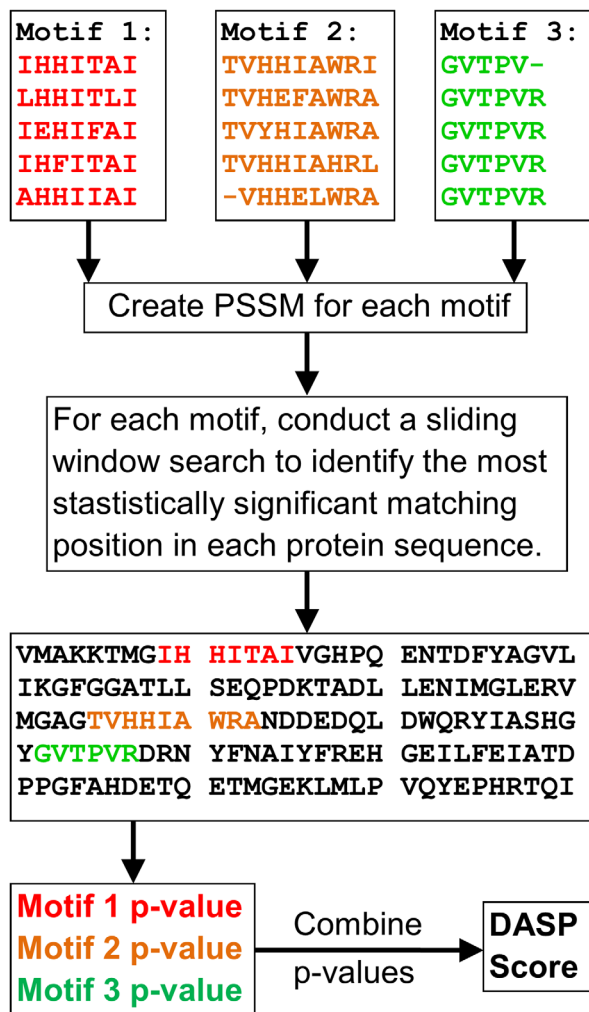 Motif 1:
IHHITAI
LHHITLI
IEHIFAI
IHFITAI
AHHIIAI
Motif 2:
TVHHIAWRI
TVHEFAWRA
TVYHIAWRA
TVHHIAHRL
-VHHELWRA
Motif 3:
GVTPV-
GVTPVR
GVTPVR
GVTPVR
GVTPVR
Create PSSM for each motif
For each motif, conduct a sliding
window search to identify the most
stastistically significant matching
position in each protein sequence.
VMAKKTMGIH HITAIVGHPQ ENTDFYAGVL
IKGFGGATLL SEQPDKTADL LENIMGLERV
MGAGTVHHIA WRANDDEDQL DWQRYIASHG
YGVTPVRDRN YFNAIYFREH GEILFEIATD
PPGFAHDETQ ETMGEKLMLP VQYEPHRTQI
Motif 1 p-value
Motif 2 p-value
Motif 3 p-value
Combine
p-values
DASP
Score